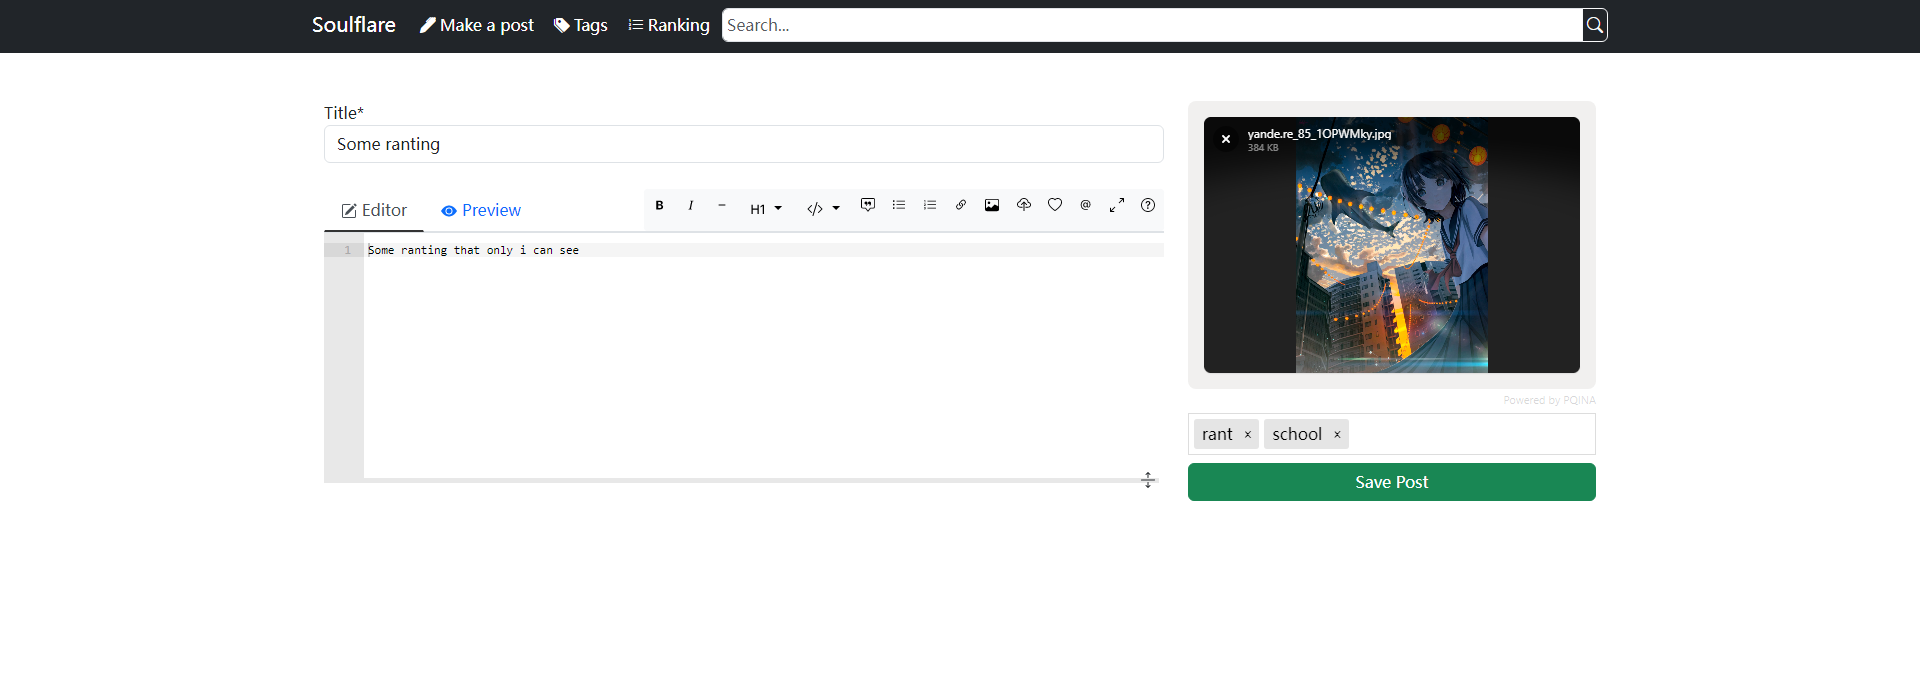 Soulflare
Make a post
Tags
Ranking
Search...
Title*
Some ranting
Editor
Preview
B
I
H1
</>
@
1
Some ranting that only i can see
yande.re_85_1OPWMky.jpg
384 KB
Powered by PQINA
rant ×
school ×
Save Post